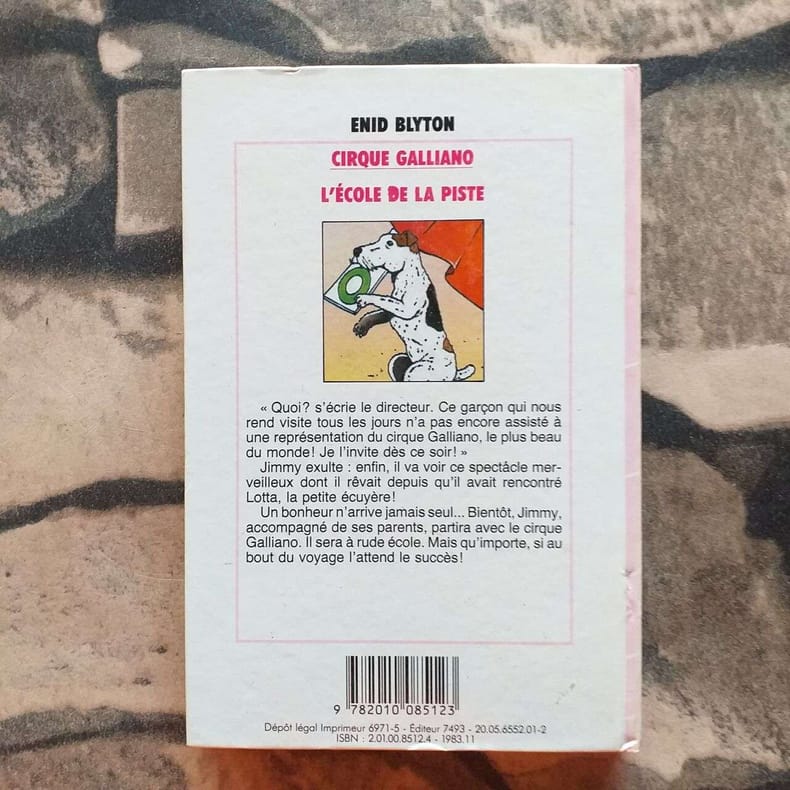 ENID BLYTON
CIRQUE GALLIANO
L'ÉCOLE DE LA PISTE
« Quoi? s'écrie le directeur. Ce garçon qui nous
rend visite tous les jours n'a pas encore assisté à
une représentation du cirque Galliano, le plus beau
du monde! Je l'invite dès ce soir! »
Jimmy exulte : enfin, il va voir ce spectâcle mer-
veilleux dont il rêvait depuis qu'il avait rencontré
Lotta, la petite écuyère!
Un bonheur n'arrive jamais seul... Bientôt, Jimmy,
accompagné de ses parents, partira avec le cirque
Galliano. Il sera à rude école. Mais qu'importe, si au
bout du voyage l'attend le succès!
9 782010 085123
Dépôt légal Imprimeur 6971-5 - Éditeur 7493 - 20.05.6552.01-2
ISBN : 2.01.00.8512.4 - 1983.11